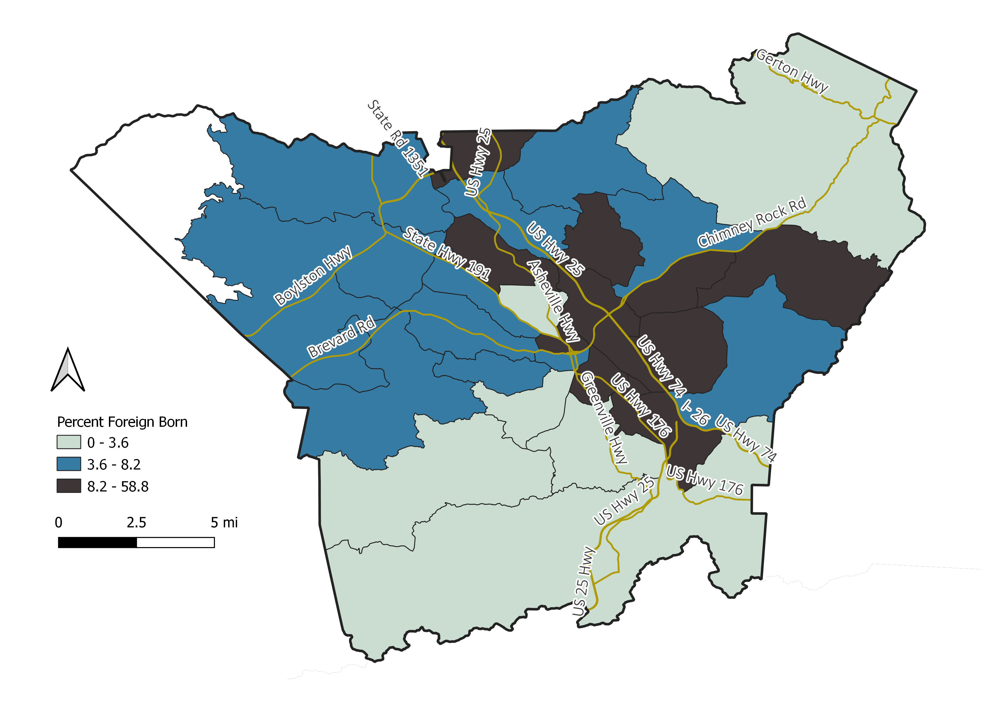 Gerton Hwy
State Rd 1351
US Hwy 25
Chimney Rock Rd
State Hwy 191
US Hwy 25
Boylston Hwy
Asheville Hwy
Brevard Rd
US Hwy 74
Greenville Hwy
US Hwy 176
I- 26
US Hwy 74
US Hwy 176
US Hwy 25
US 25 Hwy
Percent Foreign Born
0 - 3.6
3.6 - 8.2
8.2 - 58.8
0 2.5 5 mi